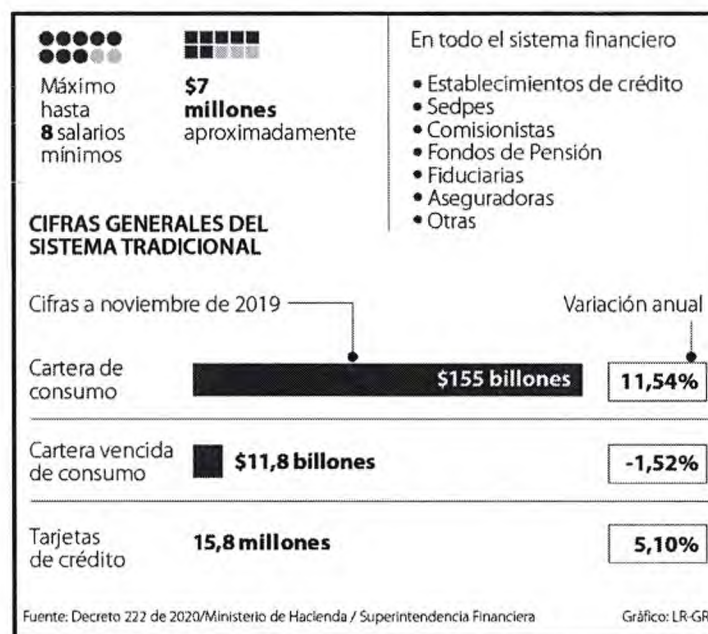 Máximo
hasta
8 salarios
mínimos
$7
millones
aproximadamente
En todo el sistema financiero
• Establecimientos de crédito
• Sedpes
• Comisionistas
• Fondos de Pensión
• Fiduciarias
• Aseguradoras
• Otras
CIFRAS GENERALES DEL
SISTEMA TRADICIONAL
Cifras a noviembre de 2019
Variación anual
Cartera de
consumo
$155 billones
11,54%
Cartera vencida
de consumo
$11,8 billones
-1,52%
Tarjetas
de crédito
15,8 millones
5,10%
Fuente: Decreto 222 de 2020/Ministerio de Hacienda / Superintendencia Financiera
Gráfico: LR-GR